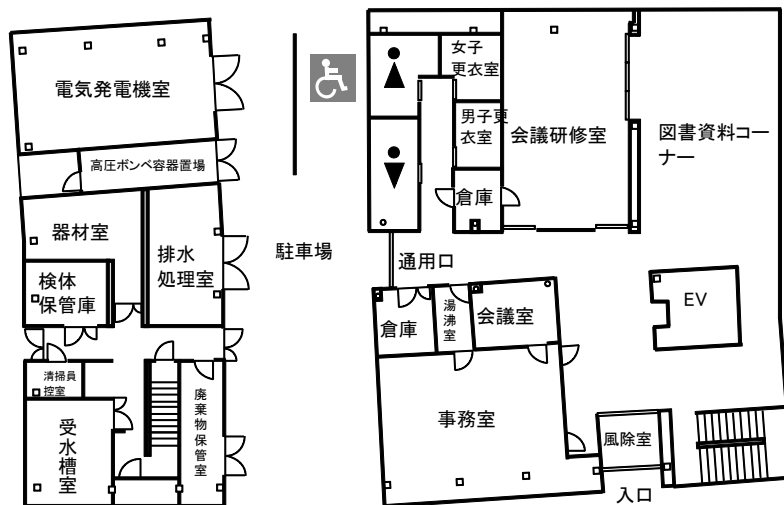 電気発電機室
高圧ボンベ容器置場
器材室
排水
処理室
検体
保管庫
清掃員
控室
受水槽室
廃棄物保管室
駐車場
女子
更衣室
男子更
衣室
倉庫
会議研修室
図書資料コー
ナー
通用口
倉庫
湯沸室
会議室
EV
事務室
風除室
入口